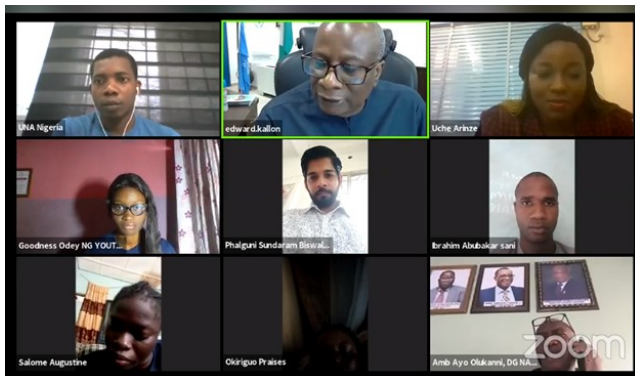 UNA Nigeria
edward.kallon
Uche Arinze
Goodness Odey NG YOUT...
Phalguni Sundaram Biswal...
Ibrahim Abubakar sani
Salome Augustine
Okiriguo Praises
Amb Ayo Olukanni, DG NA...
zoom